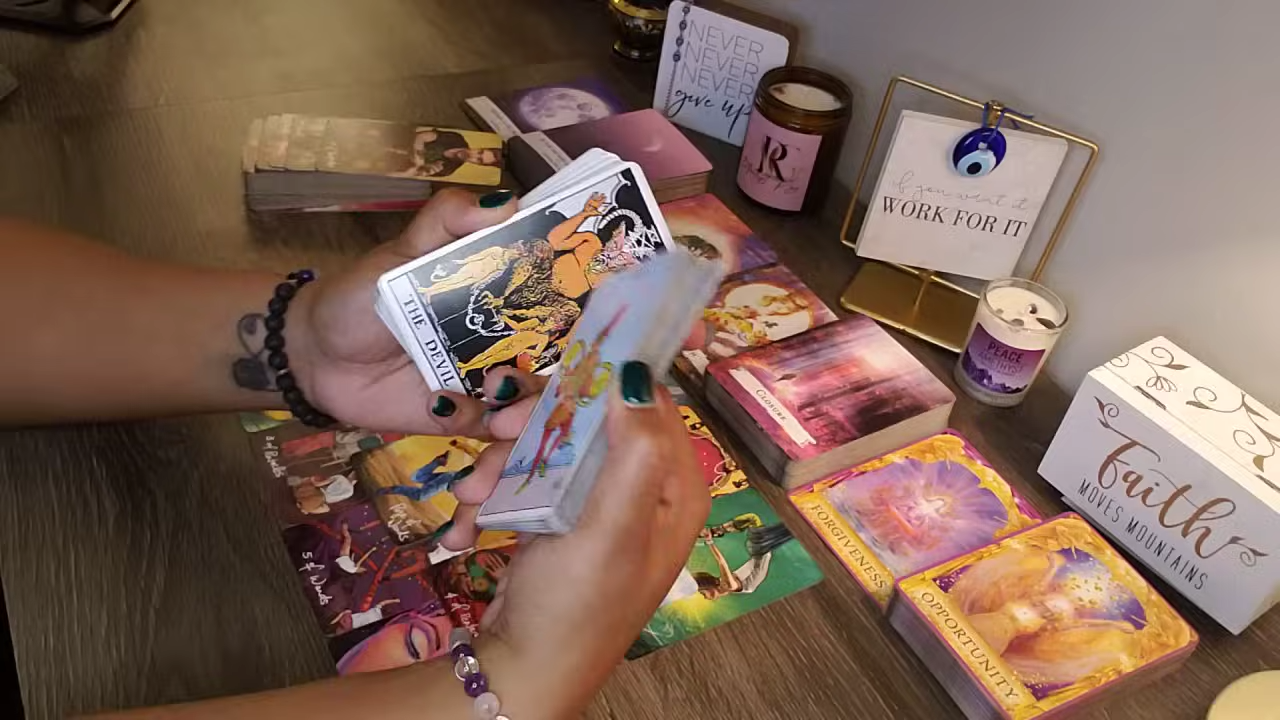 NEVER
NEVER
NEVER
give up
R
if you want it
WORK FOR IT
THE DEVIL
CLOSURE
PEACE
AMETHYST
Faith
MOVES MOUNTAINS
FORGIVENESS
OPPORTUNITY
5 of Wands